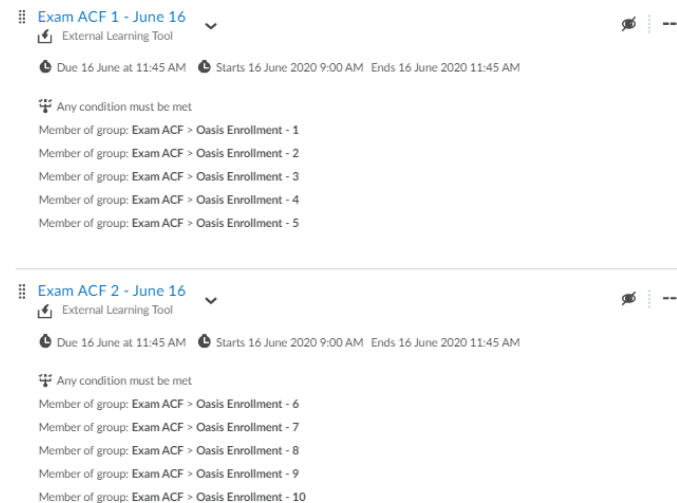 Exam ACF 1 - June 16
External Learning Tool
Due 16 June at 11:45 AM Starts 16 June 2020 9:00 AM Ends 16 June 2020 11:45 AM
Any condition must be met
Member of group: Exam ACF > Oasis Enrollment - 1
Member of group: Exam ACF > Oasis Enrollment - 2
Member of group: Exam ACF > Oasis Enrollment - 3
Member of group: Exam ACF > Oasis Enrollment - 4
Member of group: Exam ACF > Oasis Enrollment - 5
Exam ACF 2 - June 16
External Learning Tool
Due 16 June at 11:45 AM Starts 16 June 2020 9:00 AM Ends 16 June 2020 11:45 AM
Any condition must be met
Member of group: Exam ACF > Oasis Enrollment - 6
Member of group: Exam ACF > Oasis Enrollment - 7
Member of group: Exam ACF > Oasis Enrollment - 8
Member of group: Exam ACF > Oasis Enrollment - 9
Member of group: Exam ACF > Oasis Enrollment - 10